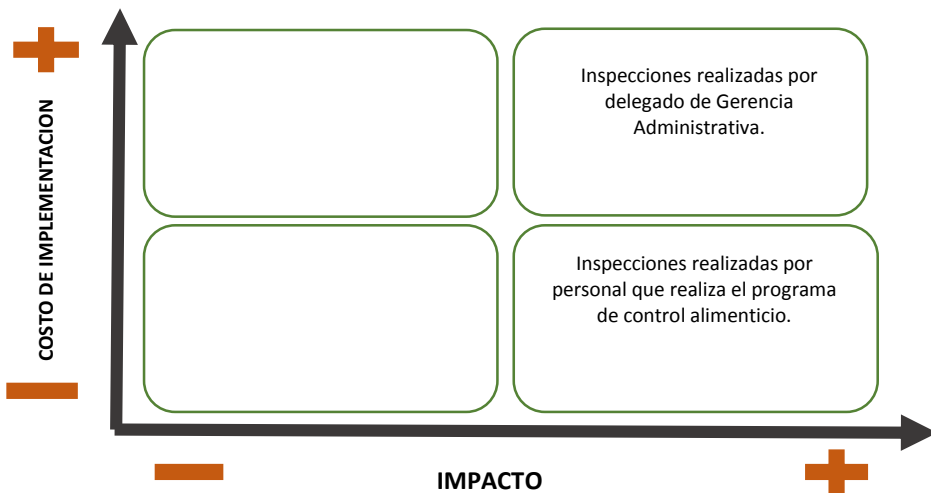 COSTO DE IMPLEMENTACION
Inspecciones realizadas por
delegado de Gerencia
Administrativa.
Inspecciones realizadas por
personal que realiza el programa
de control alimenticio.
IMPACTO